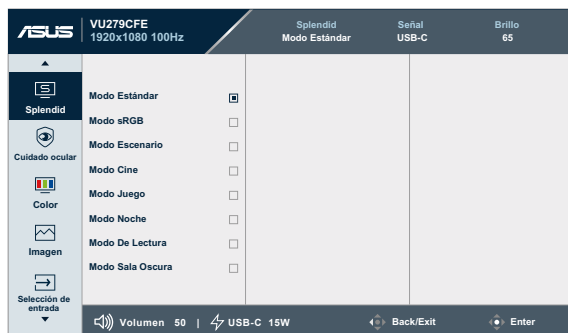 ASUS
VU279CFE
1920x1080 100Hz
Splendid
Modo Estándar
Señal
USB-C
Brillo
65
Splendid
Cuidado ocular
Color
Imagen
Selección de
entrada
Modo Estándar
Modo sRGB
Modo Escenario
Modo Cine
Modo Juego
Modo Noche
Modo De Lectura
Modo Sala Oscura
Volumen 50 | USB-C 15W
Back/Exit
Enter